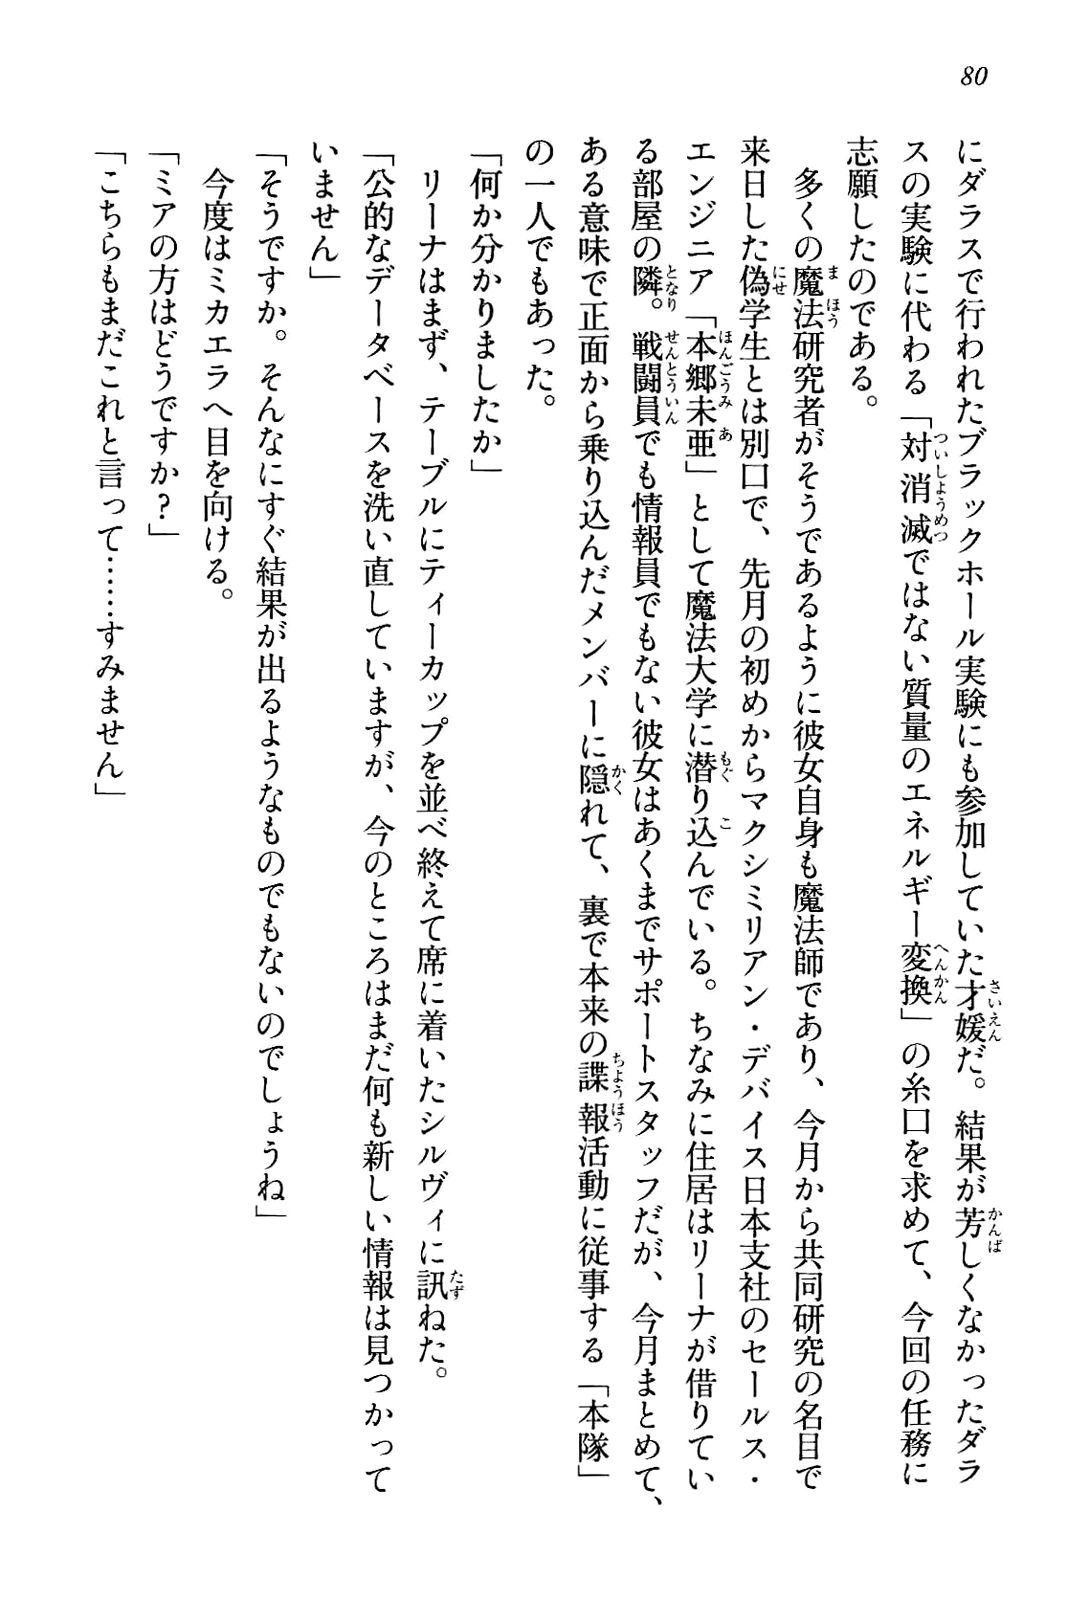 80
にダラスで行われたブラックホール実験にも参加していた才媛だ。結果が芳しくなかったダラ
スの実験に代わる「対消滅ではない質量のエネルギー変換」の糸口を求めて、今回の任務に
志願したのである。
多くの魔法研究者がそうであるように彼女自身も魔法師であり、今月から共同研究の名目で
来日した偽学生とは別口で、先月の初めからマクシミリアン・デバイス日本支社のセールス・
エンジニア「本郷未亜」として魔法大学に潜り込んでいる。ちなみに住居はリーナが借りてい
る部屋の隣。戦闘員でも情報員でもない彼女はあくまでサポートスタッフだが、今月まとめて、
ある意味で正面から乗り込んだメンバーに隠れて、裏で本来の諜報活動に従事する「本隊」
の一人でもあった。
「何か分かりましたか」
リーナはまず、テーブルにティーカップを並べ終えて席に着いたシルヴィに訊ねた。
「公的なデータベースを洗い直していますが、今のところはまだ何も新しい情報は見つかって
いません」
「そうですか。そんなにすぐ結果が出るようなものでもないのでしょうね」
今度はミカエラへ目を向ける。
「ミアの方はどうですか?」
「こちらもまだこれと言って……すみません」